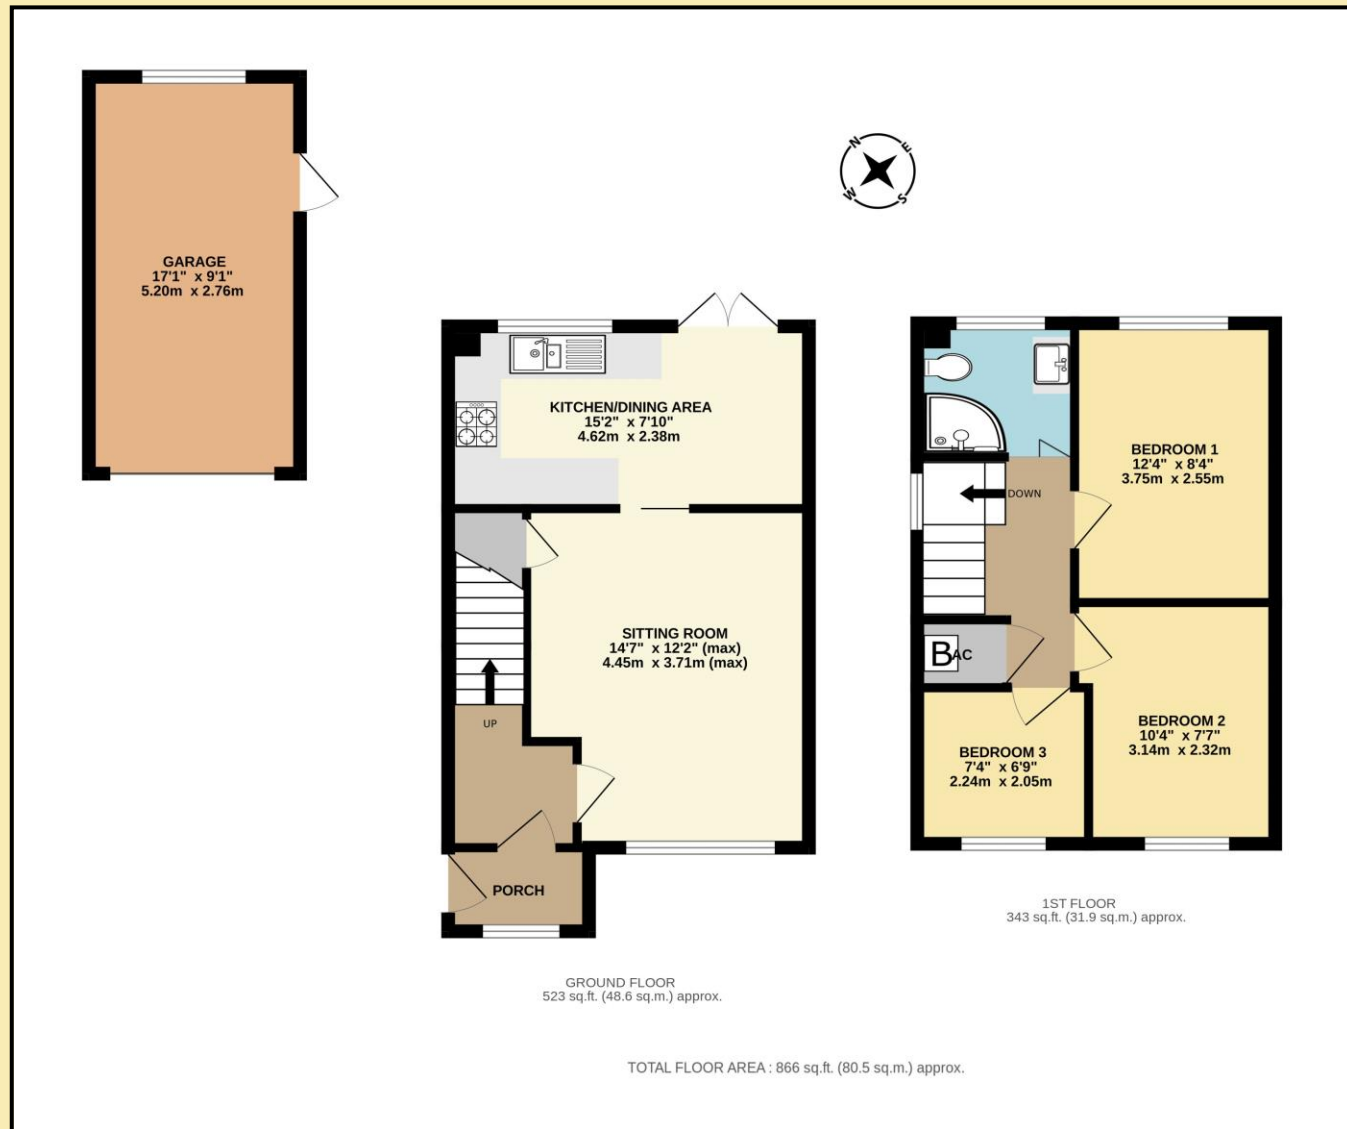 GARAGE
17'1" x 9'1"
5.20m x 2.76m
N
E
S
W
KITCHEN/DINING AREA
15'2" x 7'10"
4.62m x 2.38m
SITTING ROOM
14'7" x 12'2" (max)
4.45m x 3.71m (max)
UP
PORCH
GROUND FLOOR
523 sq.ft. (48.6 sq.m.) approx.
BEDROOM 1
12'4" x 8'4"
3.75m x 2.55m
DOWN
B
AC
BEDROOM 2
10'4" x 7'7"
3.14m x 2.32m
BEDROOM 3
7'4" x 6'9"
2.24m x 2.05m
1ST FLOOR
343 sq.ft. (31.9 sq.m.) approx.
TOTAL FLOOR AREA : 866 sq.ft. (80.5 sq.m.) approx.